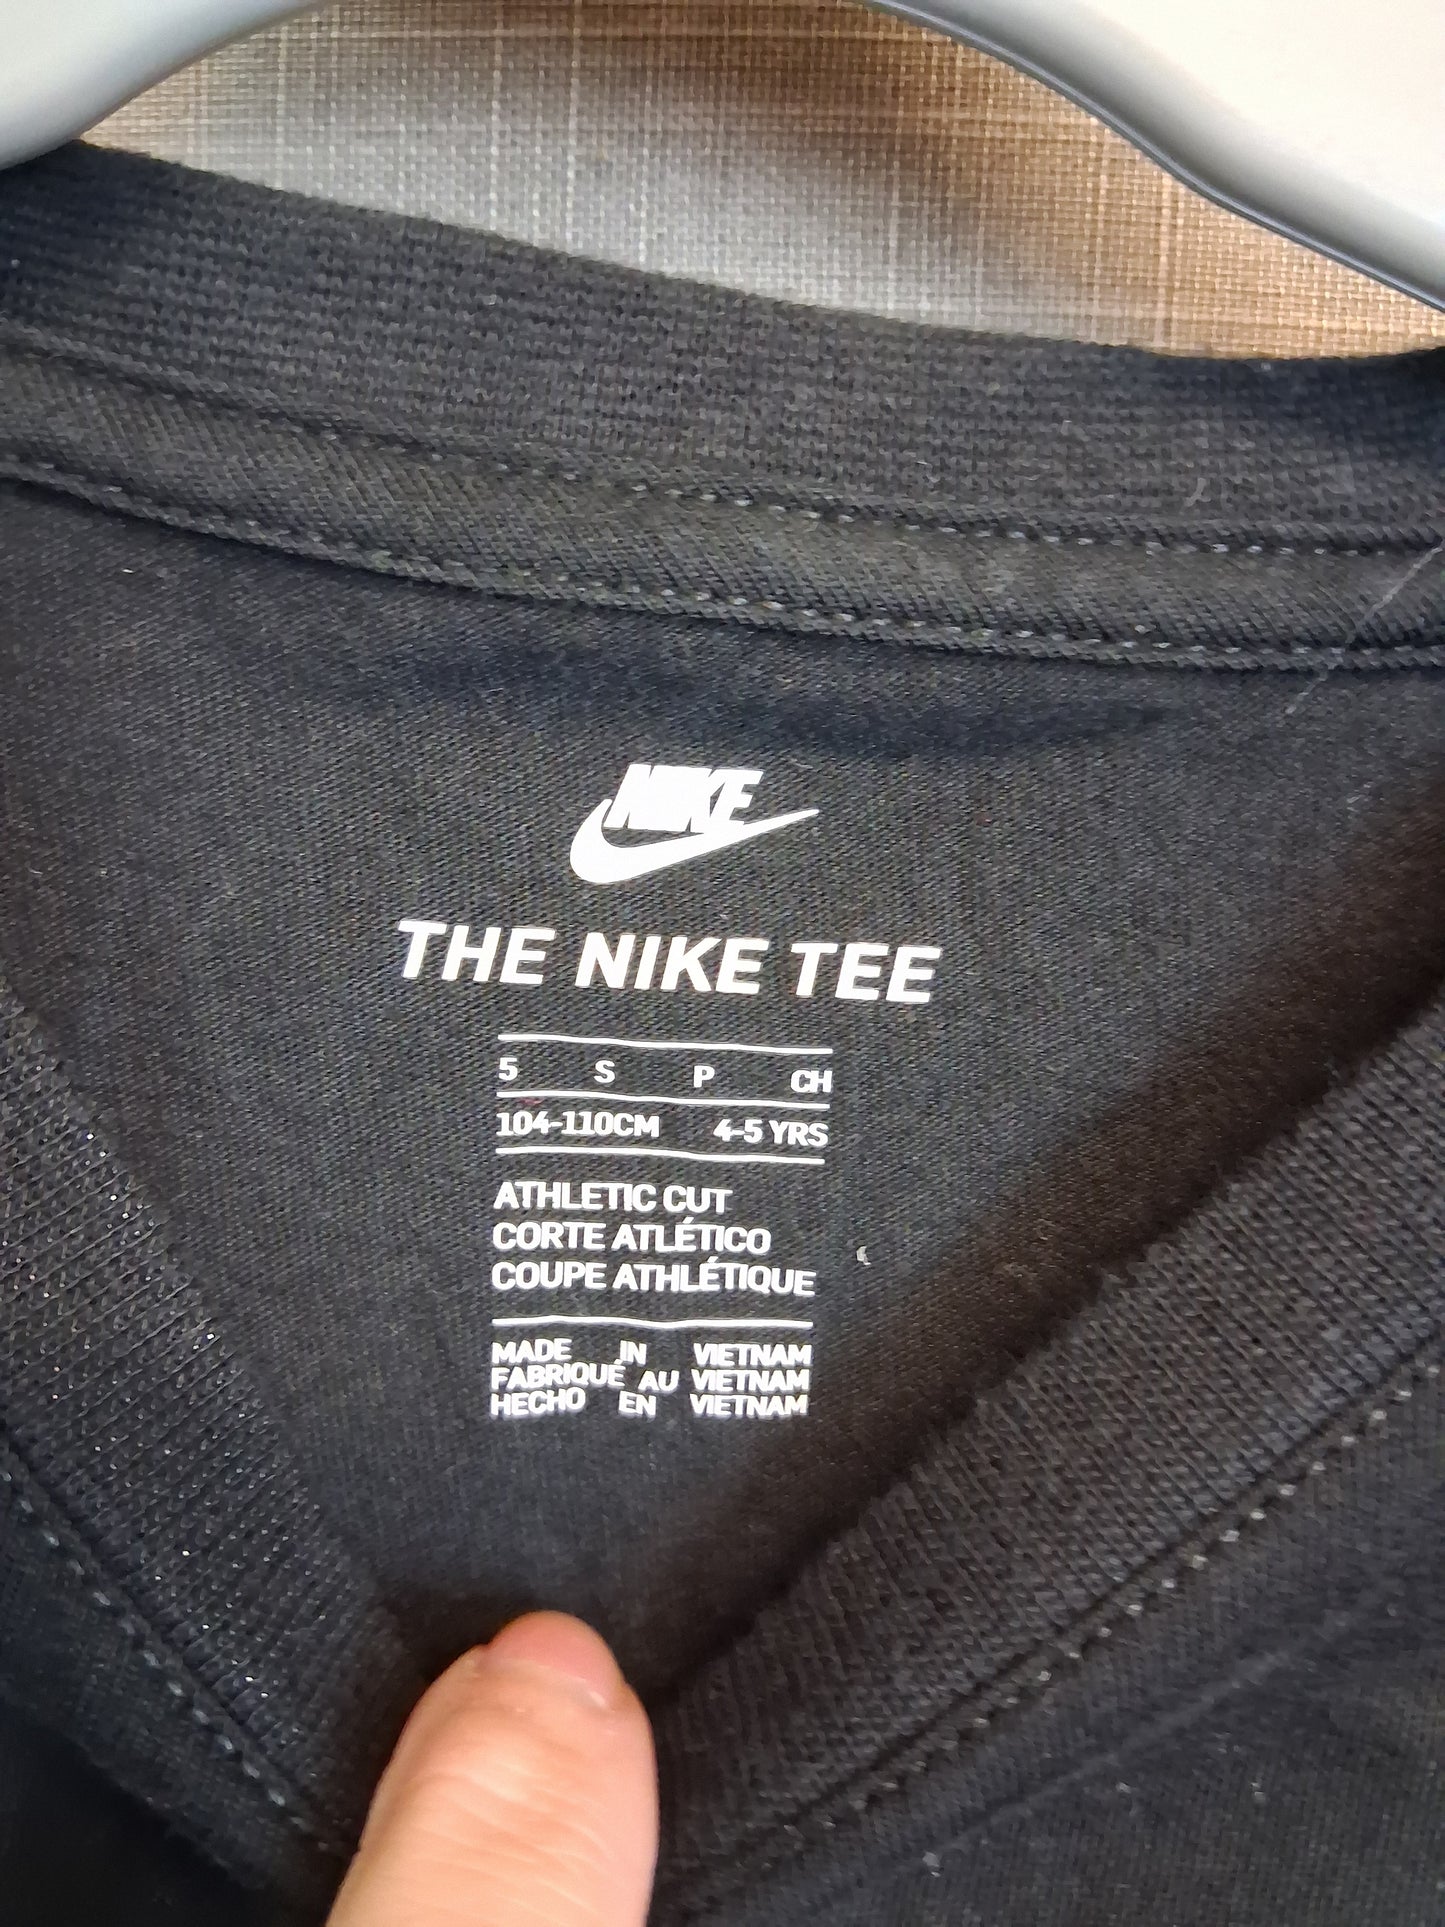 NIKE
THE NIKE TEE
5 S P CH
104-110CM 4-5 YRS
ATHLETIC CUT
CORTE ATLÉTICO
COUPE ATHLÉTIQUE
MADE IN VIETNAM
FABRIQUÉ AU VIETNAM
HECHO EN VIETNAM